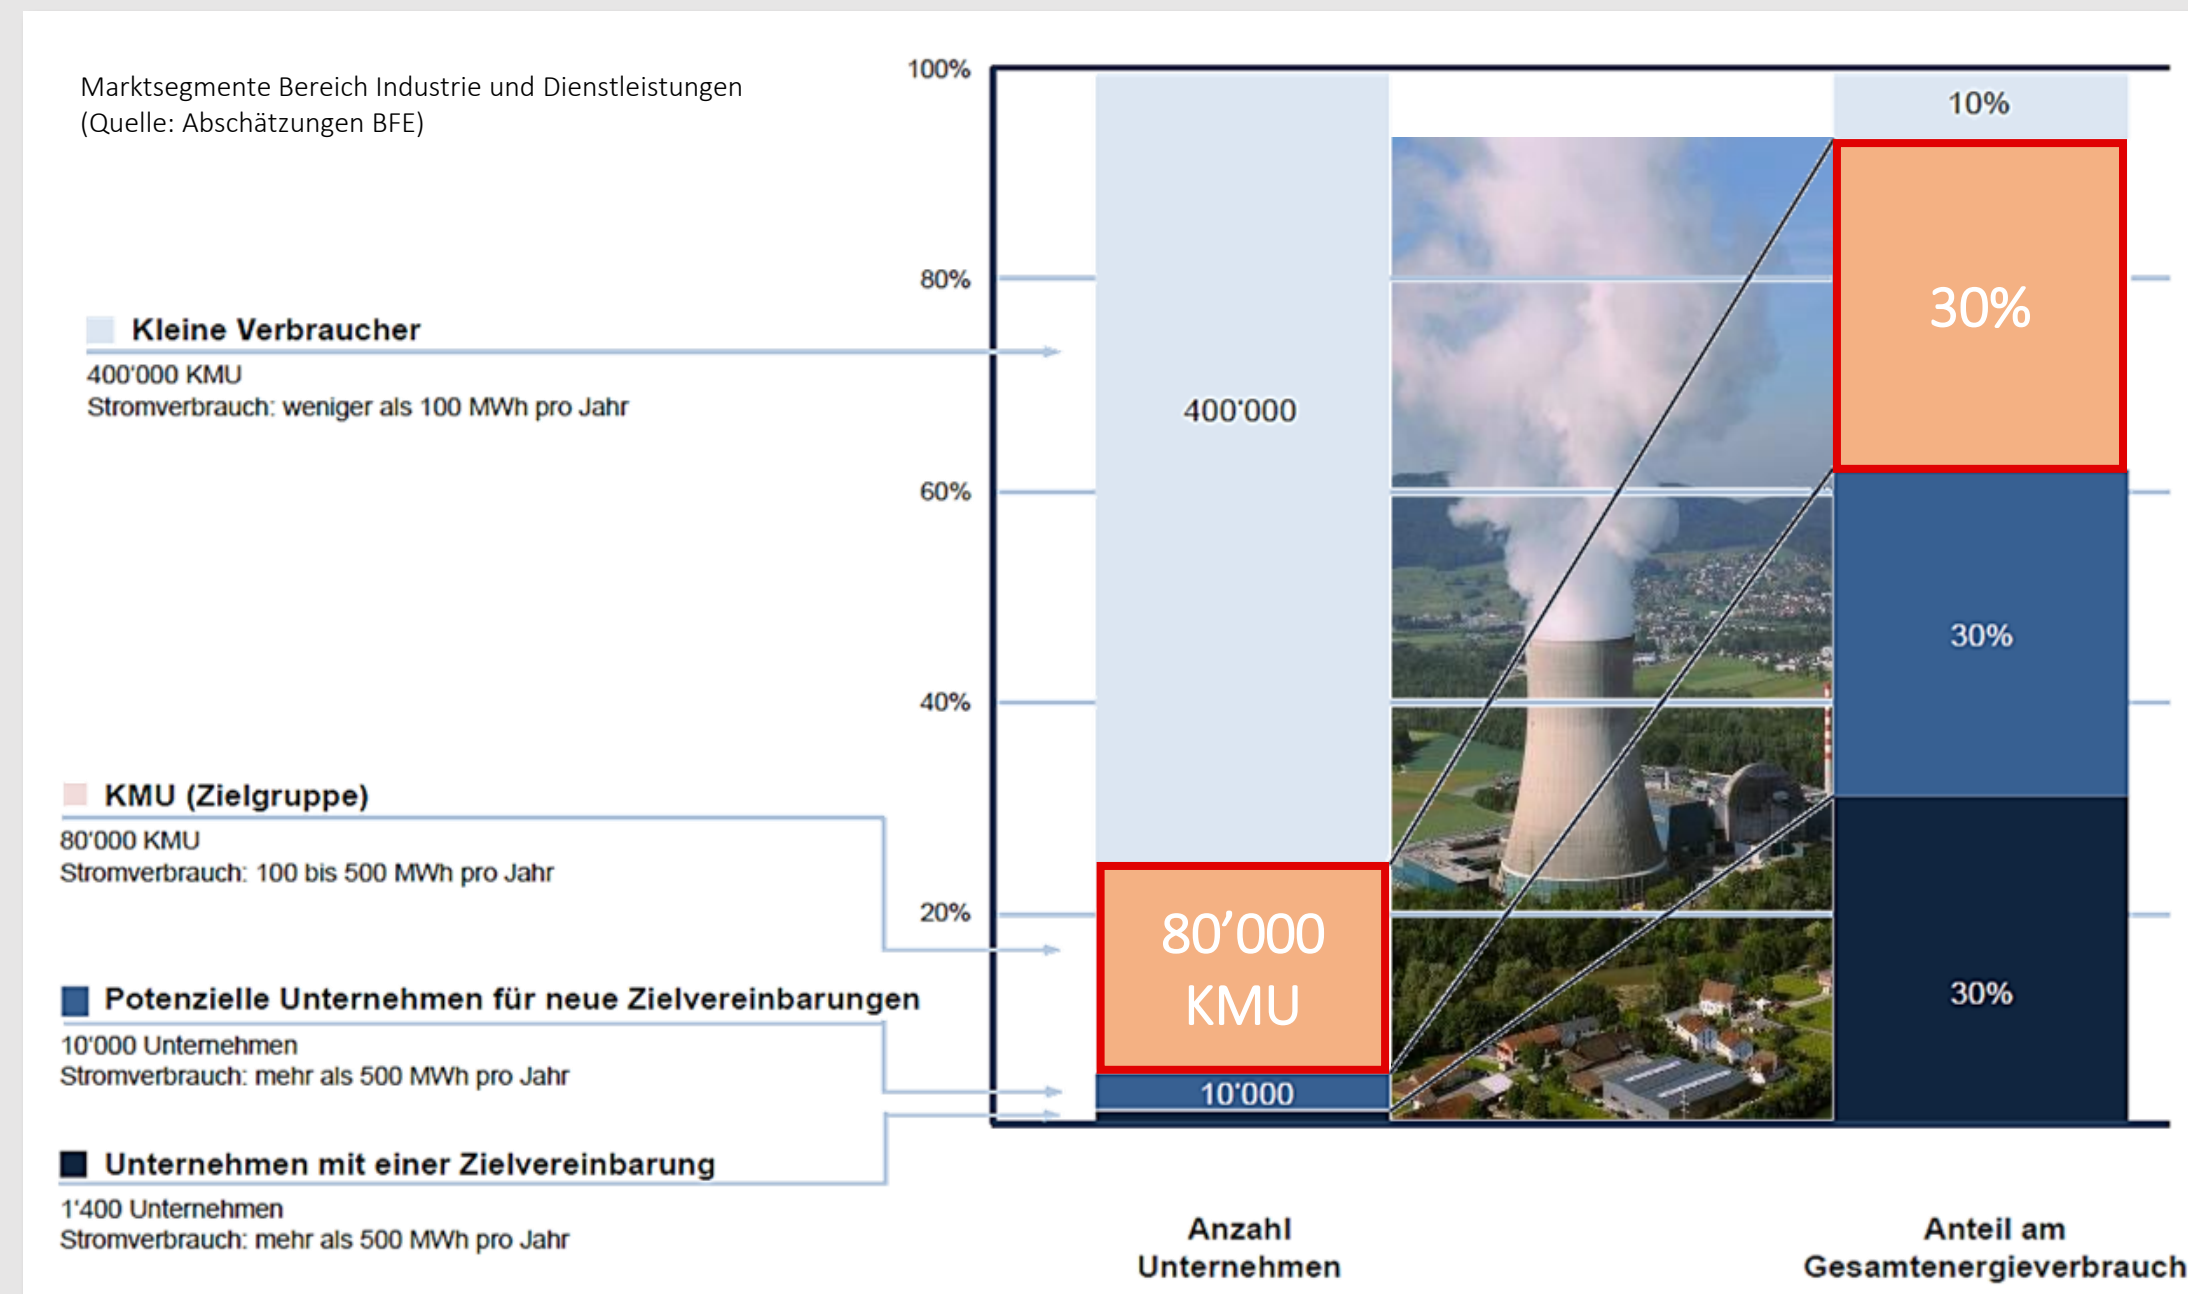 Marktsegmente Bereich Industrie und Dienstleistungen
(Quelle: Abschätzungen BFE)
Kleine Verbraucher
400'000 KMU
Stromverbrauch: weniger als 100 MWh pro Jahr
KMU (Zielgruppe)
80'000 KMU
Stromverbrauch: 100 bis 500 MWh pro Jahr
Potenzielle Unternehmen für neue Zielvereinbarungen
10'000 Unternehmen
Stromverbrauch: mehr als 500 MWh pro Jahr
Unternehmen mit einer Zielvereinbarung
1'400 Unternehmen
Stromverbrauch: mehr als 500 MWh pro Jahr
100%
80%
60%
40%
20%
400'000
80’000
KMU
10'000
10%
30%
30%
30%
Anzahl
Unternehmen
Anteil am
Gesamtenergieverbrauch